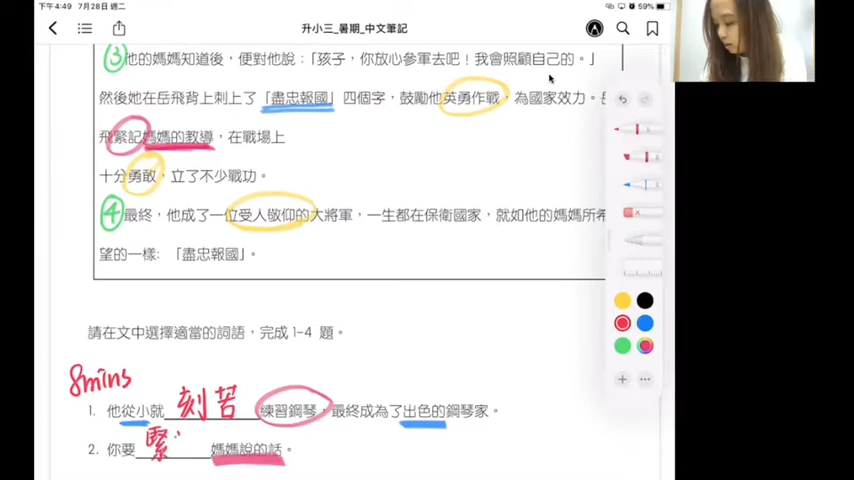 下午4:49 7月28日 週二
59%
升小三_暑期_中文筆記
③他的媽媽知道後，便對他說：「孩子，你放心參軍去吧！我會照顧自己的。」
然後她在岳飛背上刺上了「盡忠報國」四個字，鼓勵他英勇作戰，為國家效力。岳
飛緊記媽媽的教導，在戰場上
十分勇敢，立了不少戰功。
④最終，他成了一位受人敬仰的大將軍，一生都在保衛國家，就如他的媽媽所希
望的一樣: 「盡忠報國」。
請在文中選擇適當的詞語，完成1-4 題。
8mins
1. 他從小就 刻苦 練習鋼琴，最終成為了出色的鋼琴家。
2. 你要 緊 媽媽說的話。